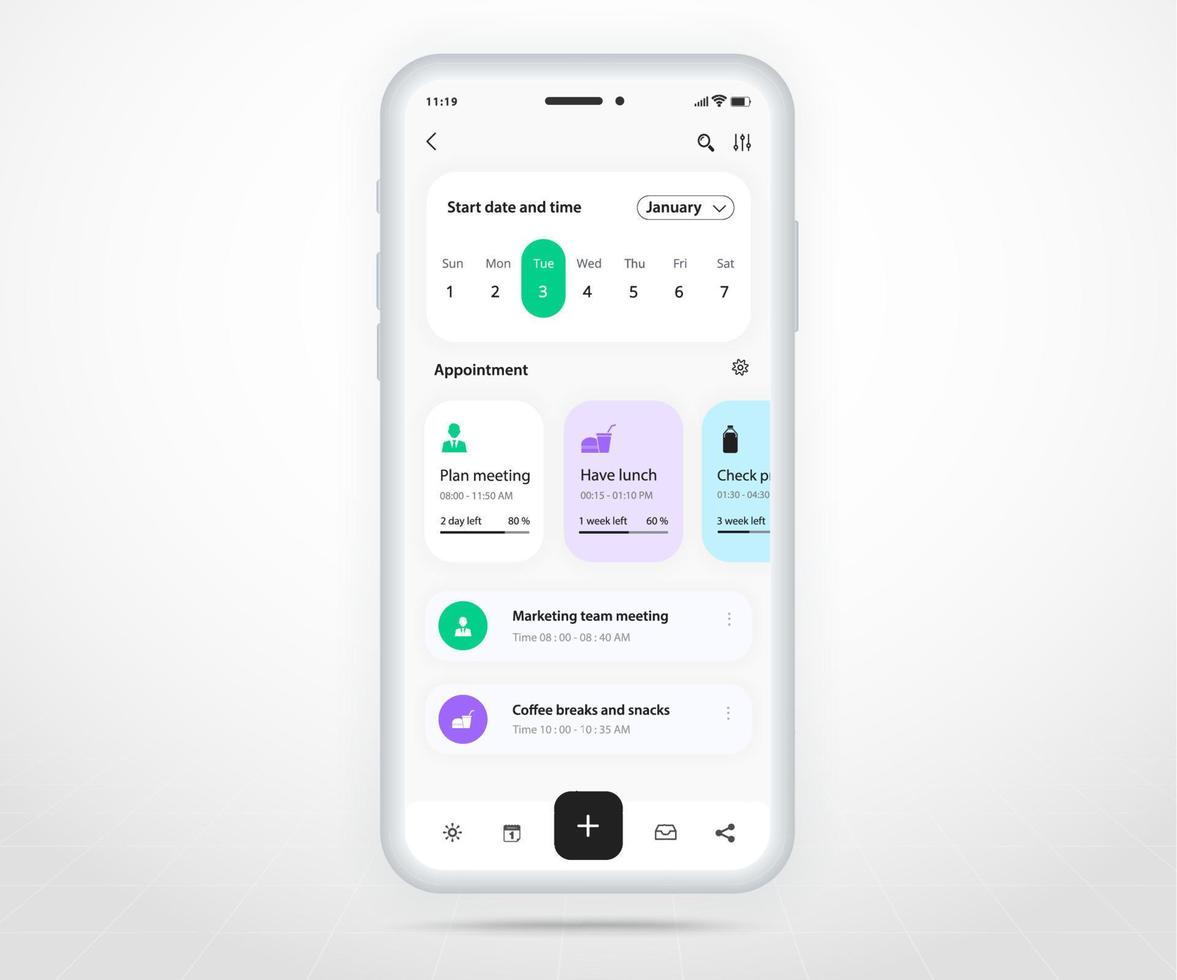 11:19
Start date and time January
Sun Mon Tue Wed Thu Fri Sat
1 2 3 4 5 6 7
Appointment
Plan meeting
08:00 - 11:50 AM
2 day left 80 %
Have lunch
00:15 - 01:10 PM
1 week left 60 %
Check
01:30 - 04:30
3 week left
Marketing team meeting
Time 08 : 00 - 08 : 40 AM
Coffee breaks and snacks
Time 10 : 00 - 10 : 35 AM
1